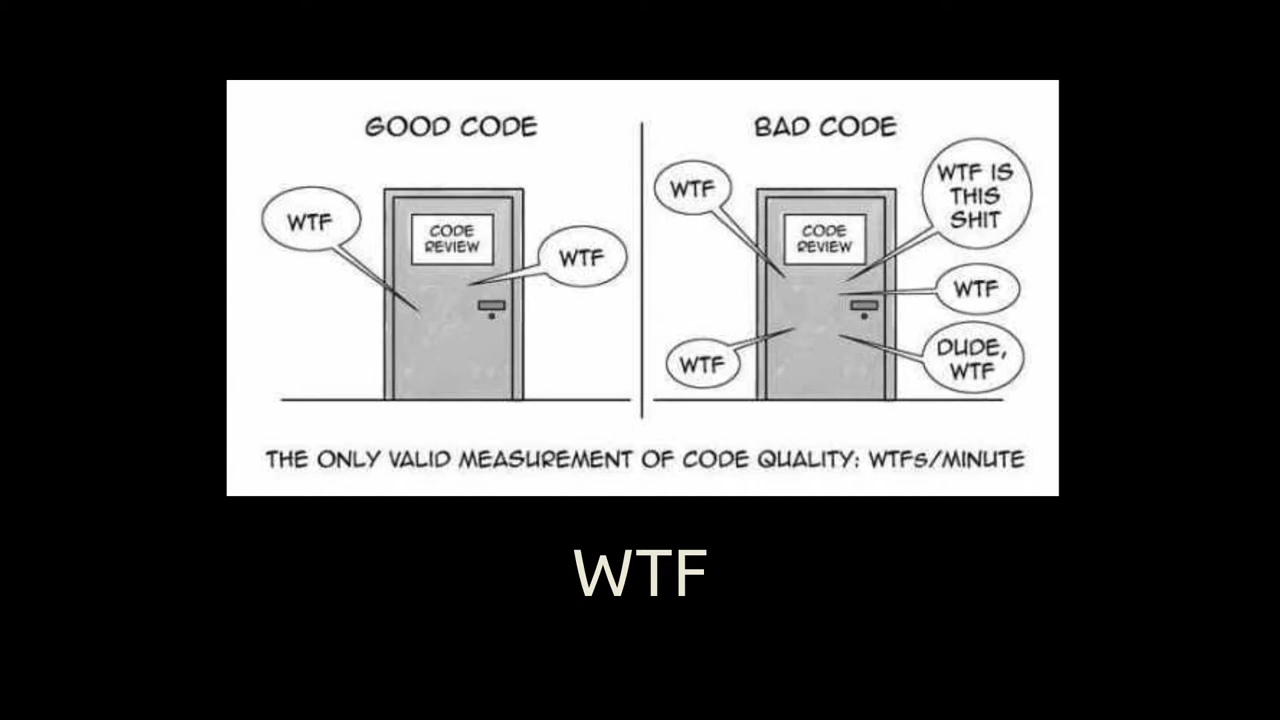 GOOD CODE
WTF
CODE
REVIEW
WTF
BAD CODE
WTF
CODE
REVIEW
WTF IS
THIS
SHIT
WTF
WTF
DUDE,
WTF
THE ONLY VALID MEASUREMENT OF CODE QUALITY: WTFs/MINUTE
WTF